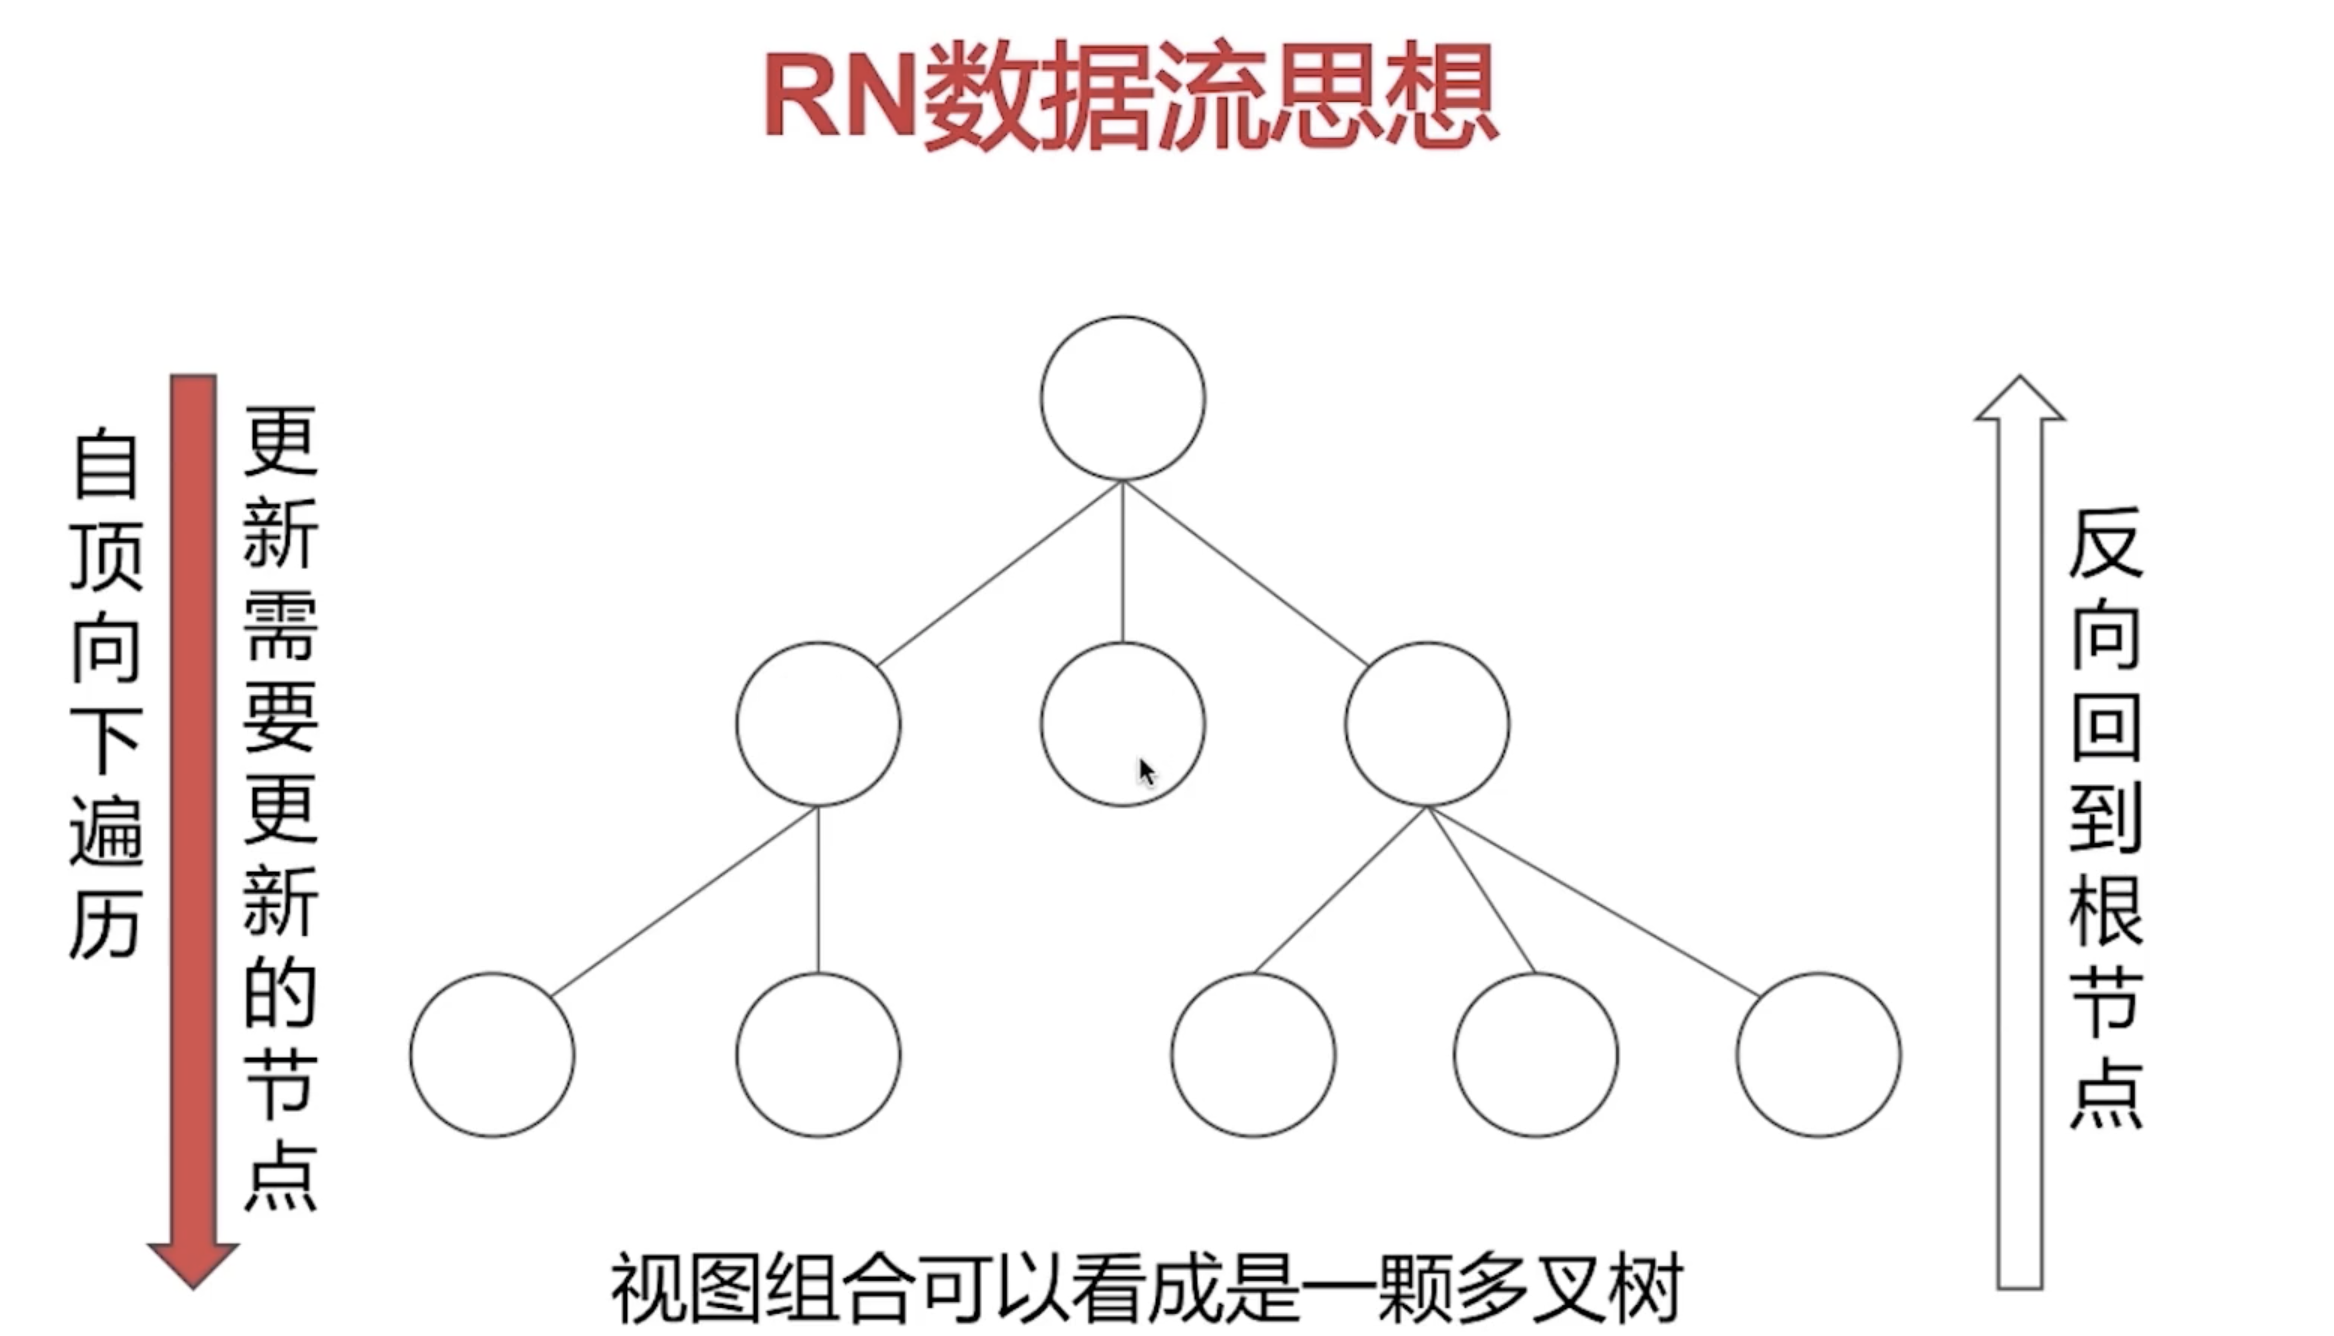 RN数据流思想
自顶向下遍历
更新需要更新的节点
反向回到根节点
视图组合可以看成是一颗多叉树